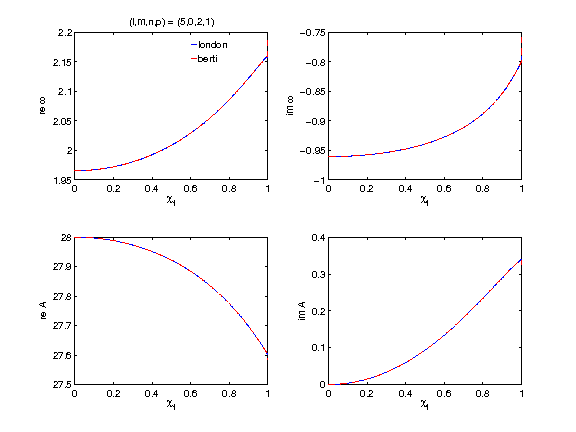 (l,m,n,p) = (5,0,2,1)
2.2
2.15
2.1
2.05
2
1.95
re ω
0 0.2 0.4 0.6 0.8 1
χf
london
berti
-0.75
-0.8
-0.85
-0.9
-0.95
-1
im ω
0 0.2 0.4 0.6 0.8 1
χf
28
27.9
27.8
27.7
27.6
27.5
re A
0 0.2 0.4 0.6 0.8 1
χf
0.4
0.3
0.2
0.1
0
im A
0 0.2 0.4 0.6 0.8 1
χf